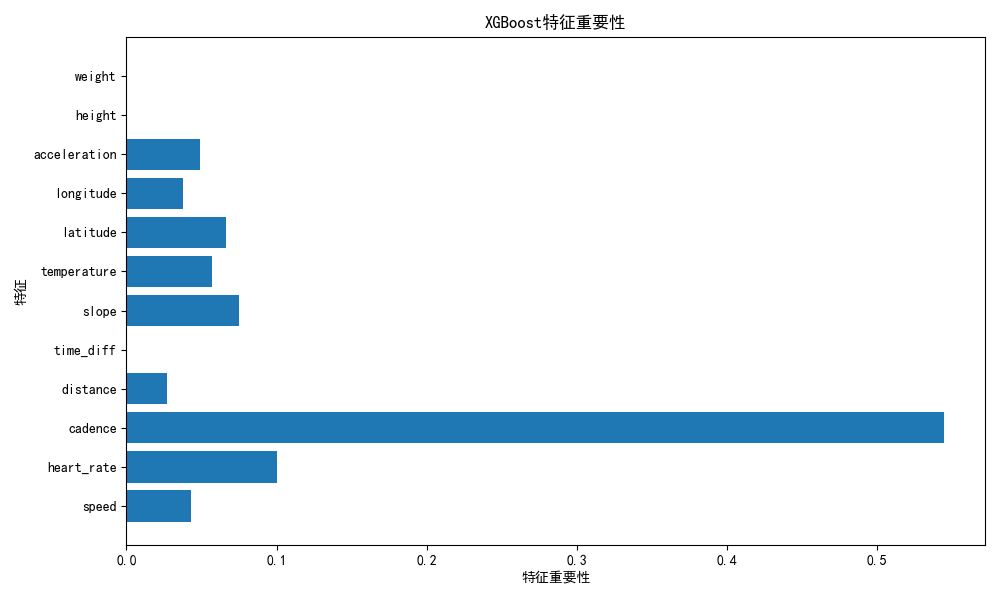 XGBoost特征重要性
weight
height
acceleration
longitude
latitude
temperature
slope
time_diff
distance
cadence
heart_rate
speed
特征
0.0 0.1 0.2 0.3 0.4 0.5
特征重要性